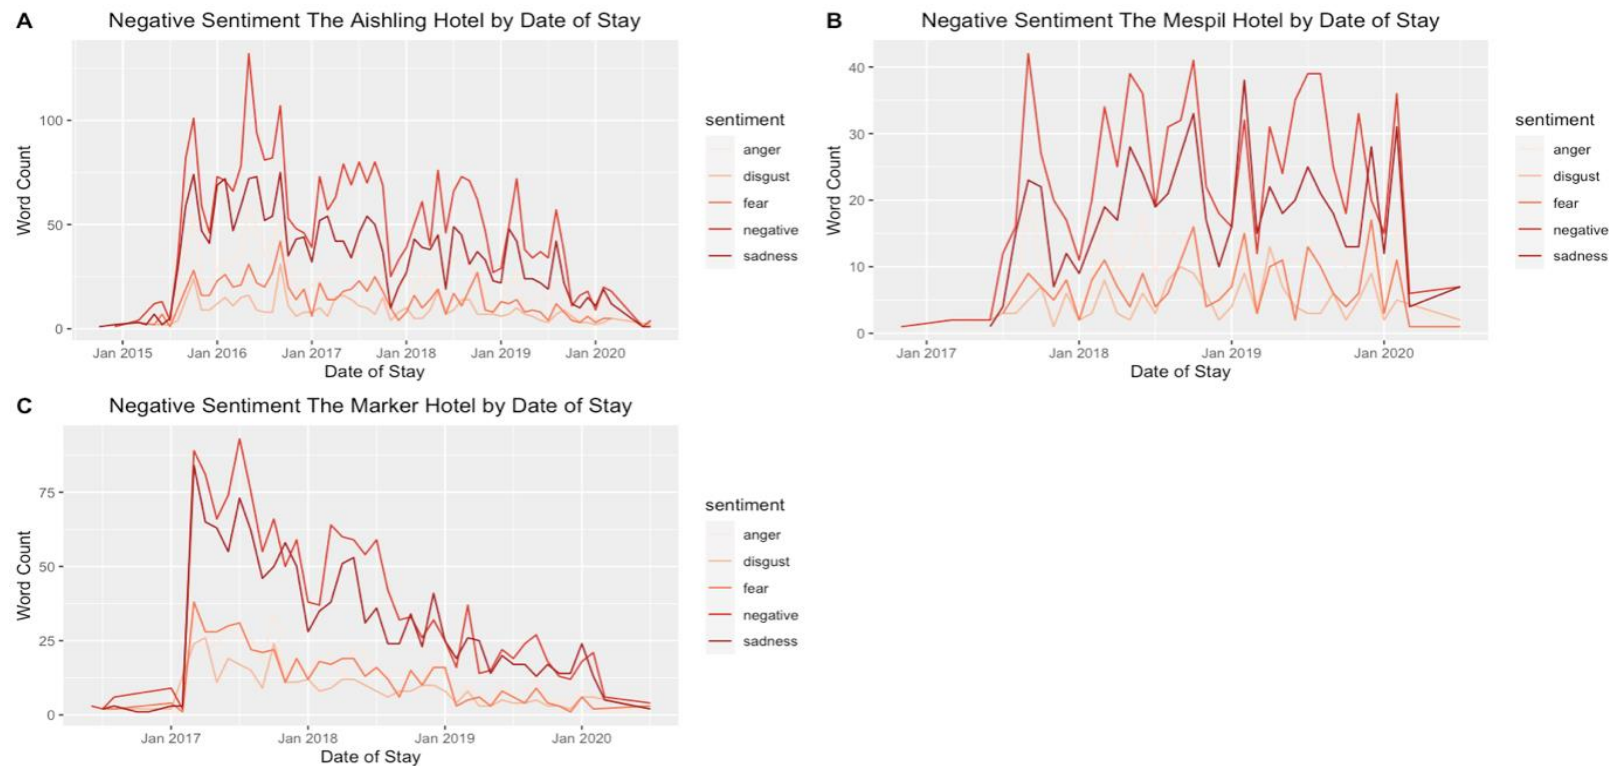 A
Negative Sentiment The Aishling Hotel by Date of Stay
Word Count
100
50
0
Jan 2015 Jan 2016 Jan 2017 Jan 2018 Jan 2019 Jan 2020
Date of Stay
sentiment
anger
disgust
fear
negative
sadness
B
Negative Sentiment The Mespil Hotel by Date of Stay
Word Count
40
30
20
10
0
Jan 2017 Jan 2018 Jan 2019 Jan 2020
Date of Stay
sentiment
anger
disgust
fear
negative
sadness
C
Negative Sentiment The Marker Hotel by Date of Stay
Word Count
75
50
25
0
Jan 2017 Jan 2018 Jan 2019 Jan 2020
Date of Stay
sentiment
anger
disgust
fear
negative
sadness